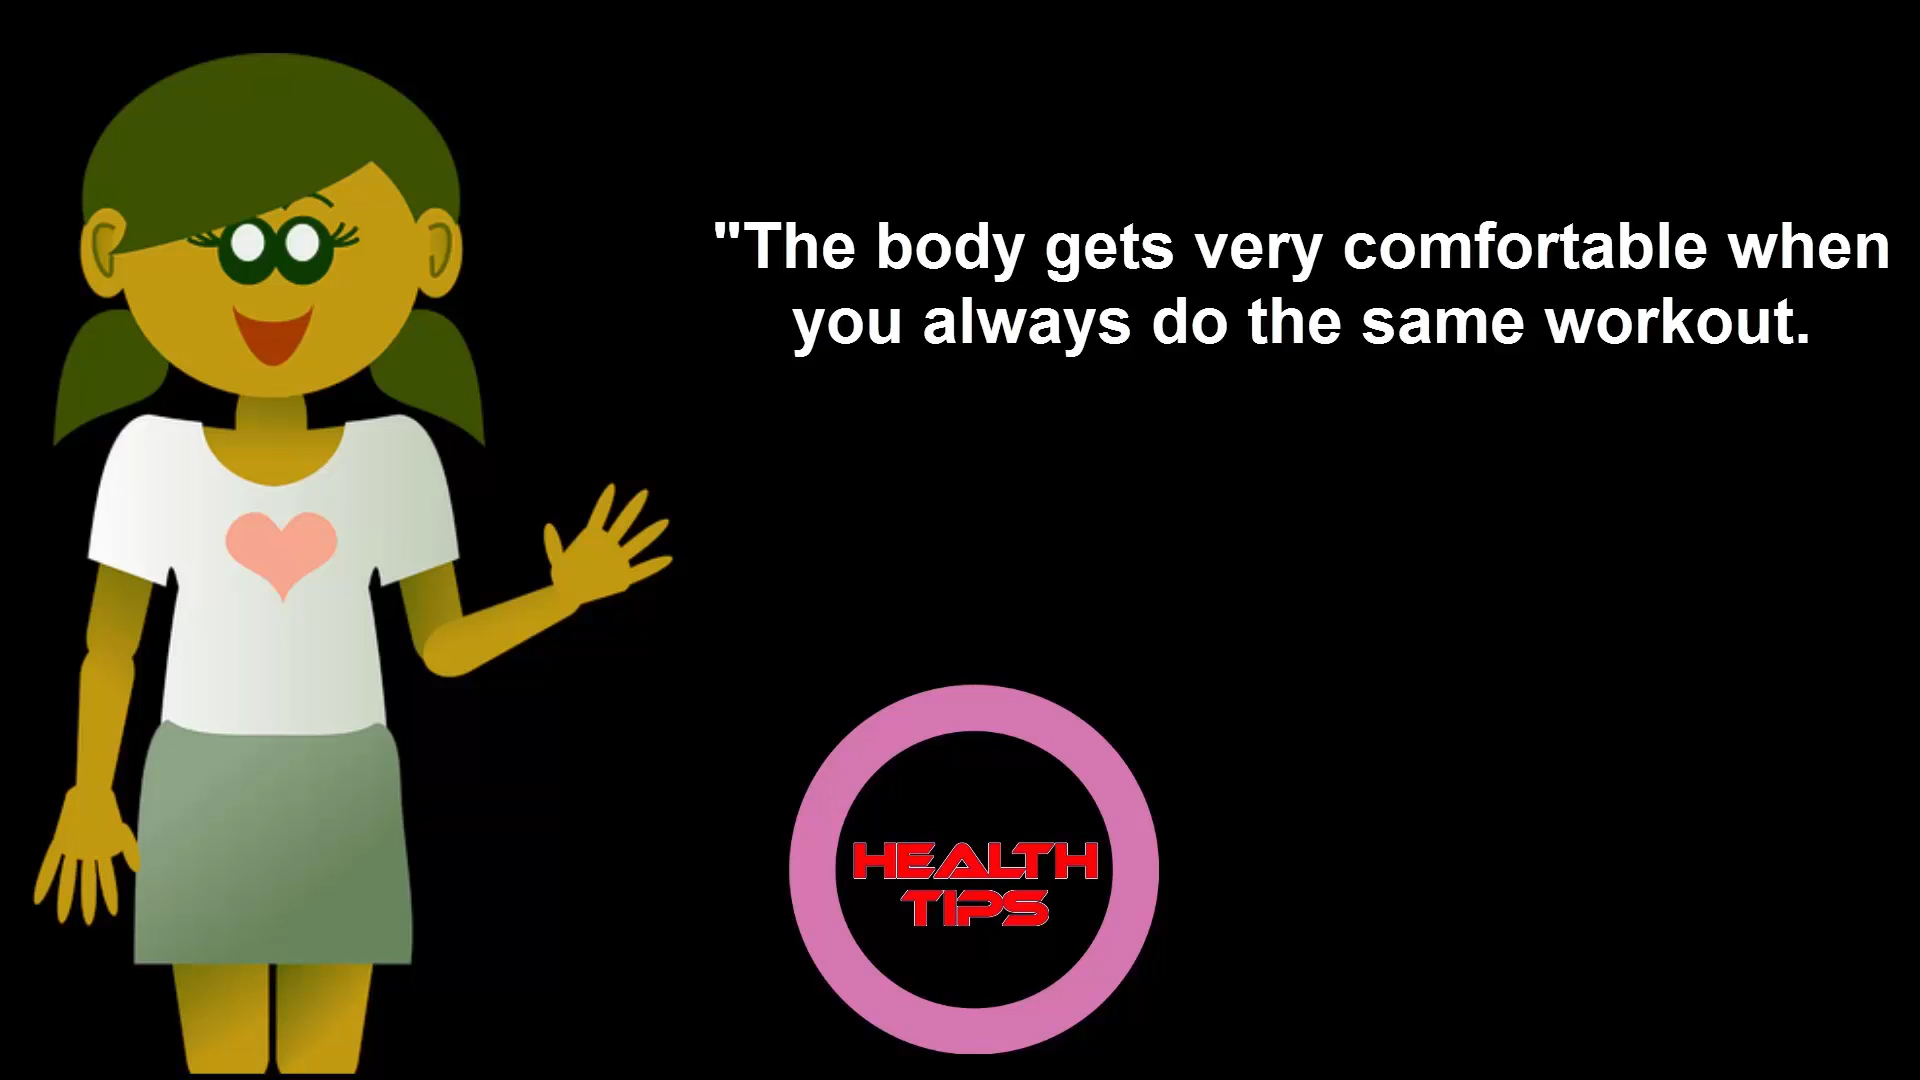 "The body gets very comfortable when
you always do the same workout.
HEALTH
TIPS